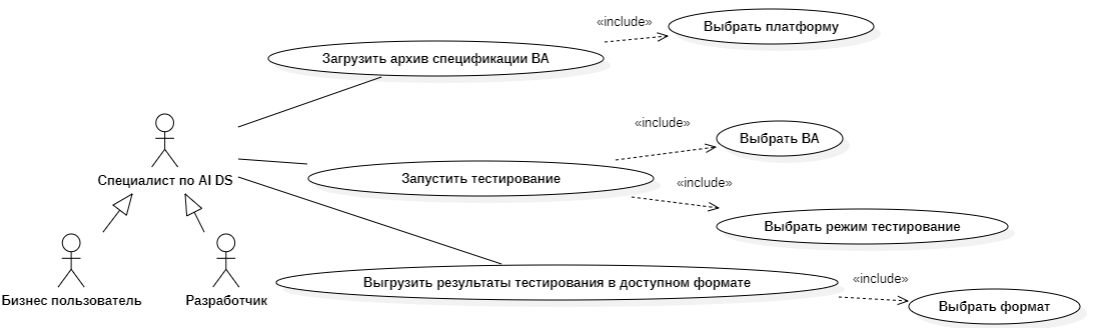 «include»
Выбрать платформу
Загрузить архив спецификации ВА
«include»
Выбрать ВА
Специалист по AI DS
Запустить тестирование
«include»
Выбрать режим тестирование
Бизнес пользователь
Разработчик
Выгрузить результаты тестирования в доступном формате
«include»
Выбрать формат